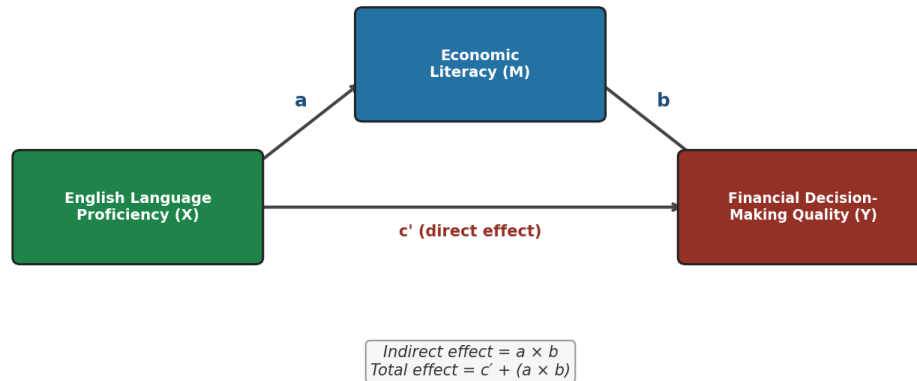 Economic
Literacy (M)
a
b
English Language
Proficiency (X)
Financial Decision-
Making Quality (Y)
c' (direct effect)
Indirect effect = a × b
Total effect = c′ + (a × b)